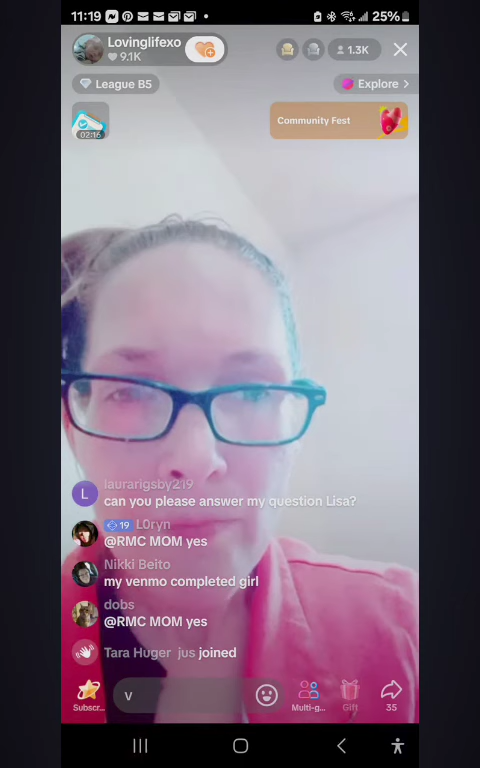 11:19
25%
Lovinglifexo
9.1K
1.3K
League B5
Explore
02:16
Community Fest
L
laurarigsby219
can you please answer my question Lisa?
19 L0ryn
@RMC MOM yes
Nikki Beito
my venmo completed girl
dobs
@RMC MOM yes
Tara Huger jus joined
V
Subscr...
Multi-g...
Gift
35